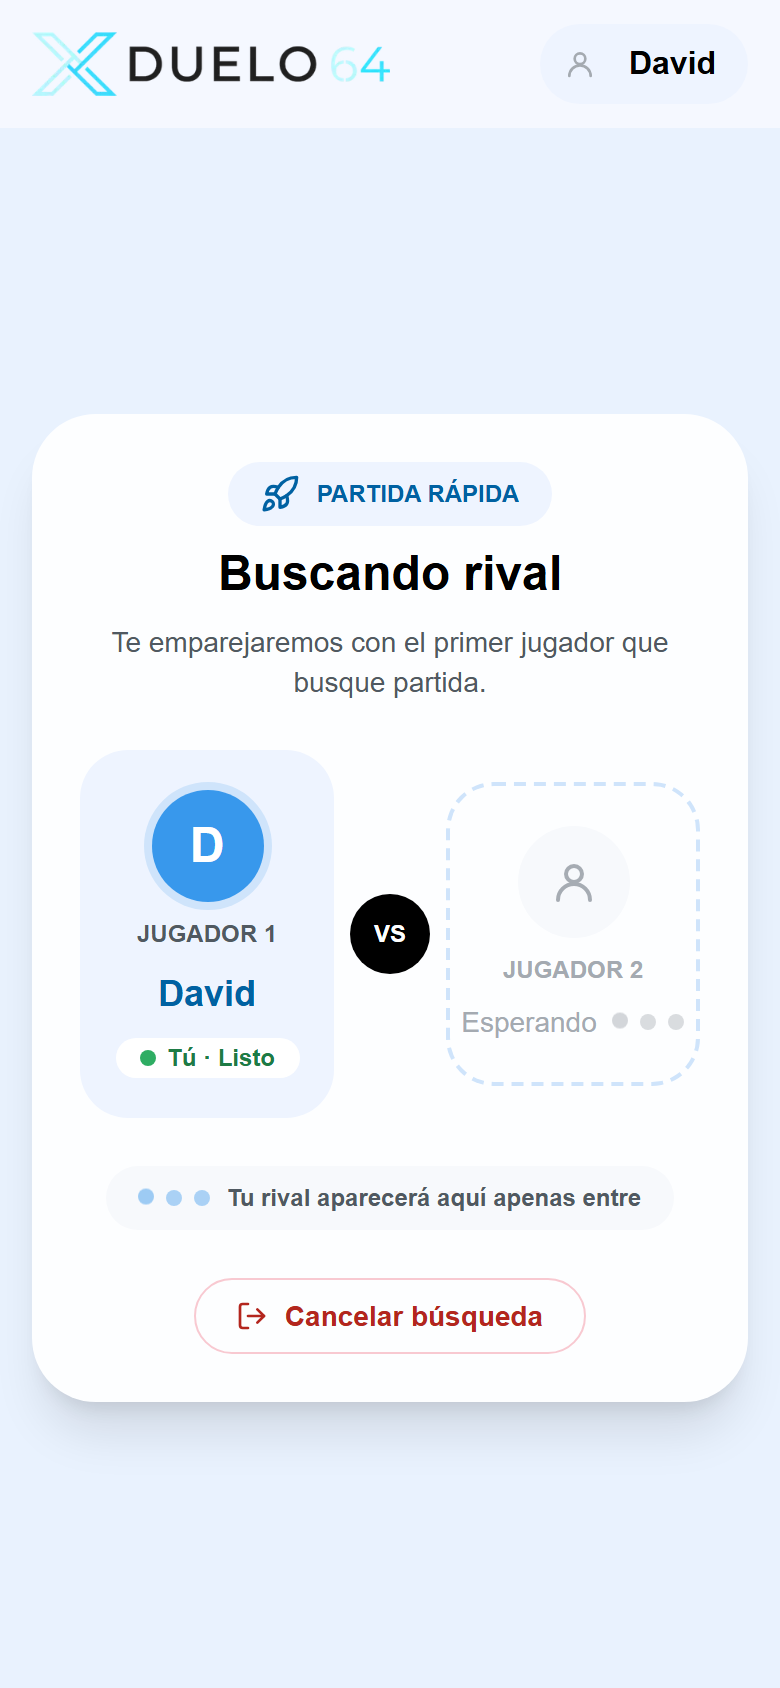 DUELO 64
David
PARTIDA RÁPIDA
Buscando rival
Te emparejaremos con el primer jugador que
busque partida.
D
JUGADOR 1
David
Tú · Listo
VS
JUGADOR 2
Esperando
Tu rival aparecerá aquí apenas entre
Cancelar búsqueda